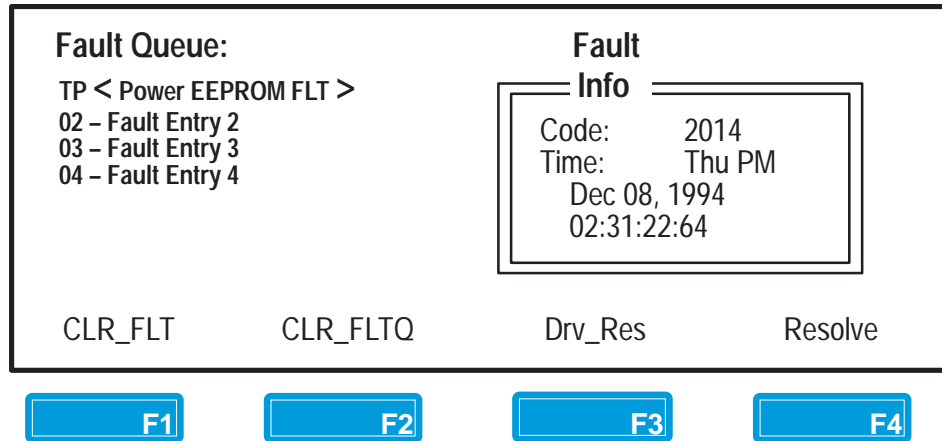 Fault Queue:
TP < Power EEPROM FLT >
02 – Fault Entry 2
03 – Fault Entry 3
04 – Fault Entry 4
Fault
Info
Code: 2014
Time: Thu PM
Dec 08, 1994
02:31:22:64
CLR_FLT CLR_FLTQ Drv_Res Resolve
F1 F2 F3 F4